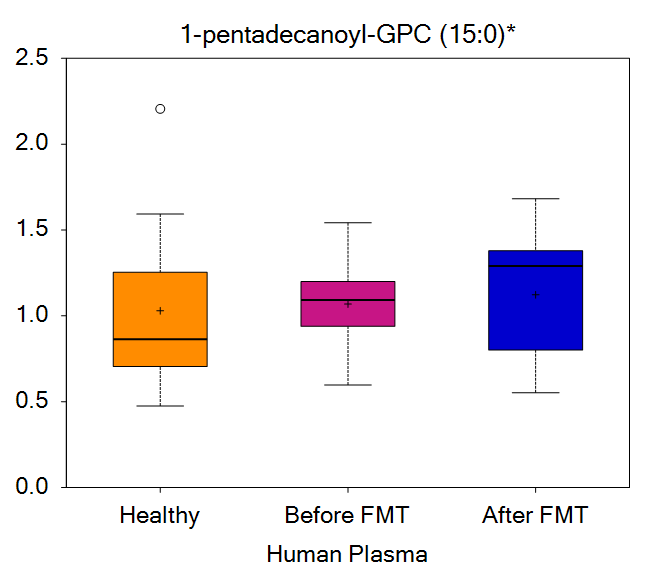 1-pentadecanoyl-GPC (15:0)*
2.5
2.0
1.5
1.0
0.5
0.0
Healthy Before FMT After FMT
Human Plasma